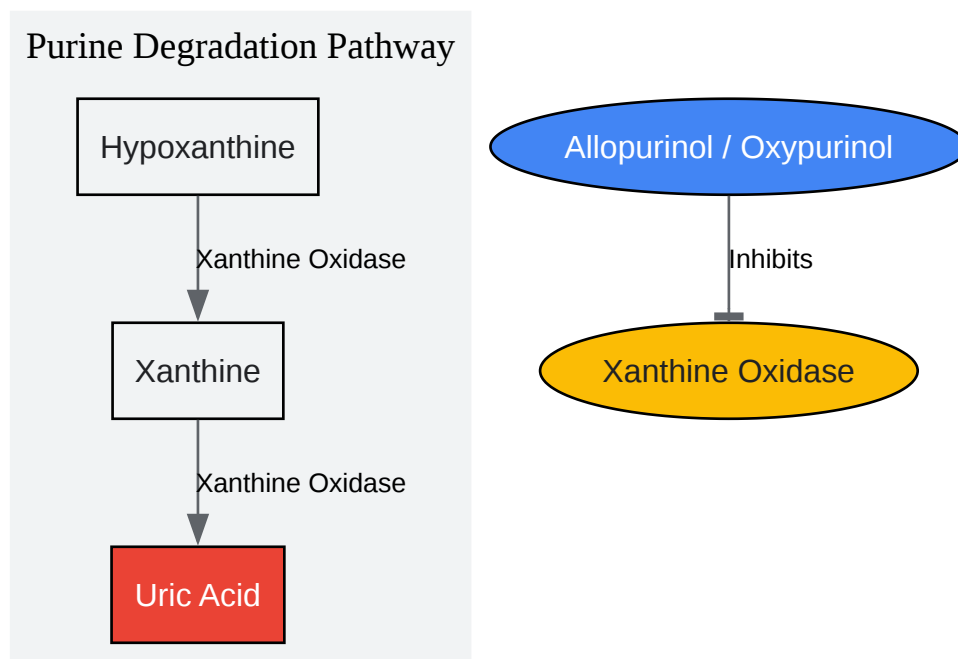 Purine Degradation Pathway
Hypoxanthine
Xanthine Oxidase
Xanthine
Xanthine Oxidase
Uric Acid
Allopurinol / Oxypurinol
Inhibits
Xanthine Oxidase